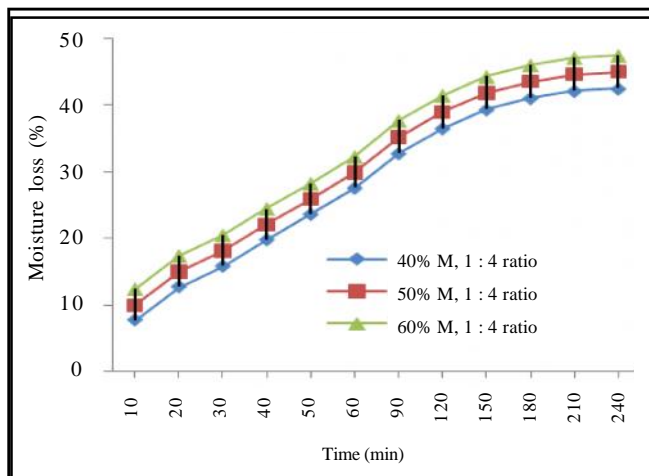 50
40
30
20
10
0
Moisture loss (%)
40% M, 1 : 4 ratio
50% M, 1 : 4 ratio
60% M, 1 : 4 ratio
10 20 30 40 50 60 90 120 150 180 210 240
Time (min)